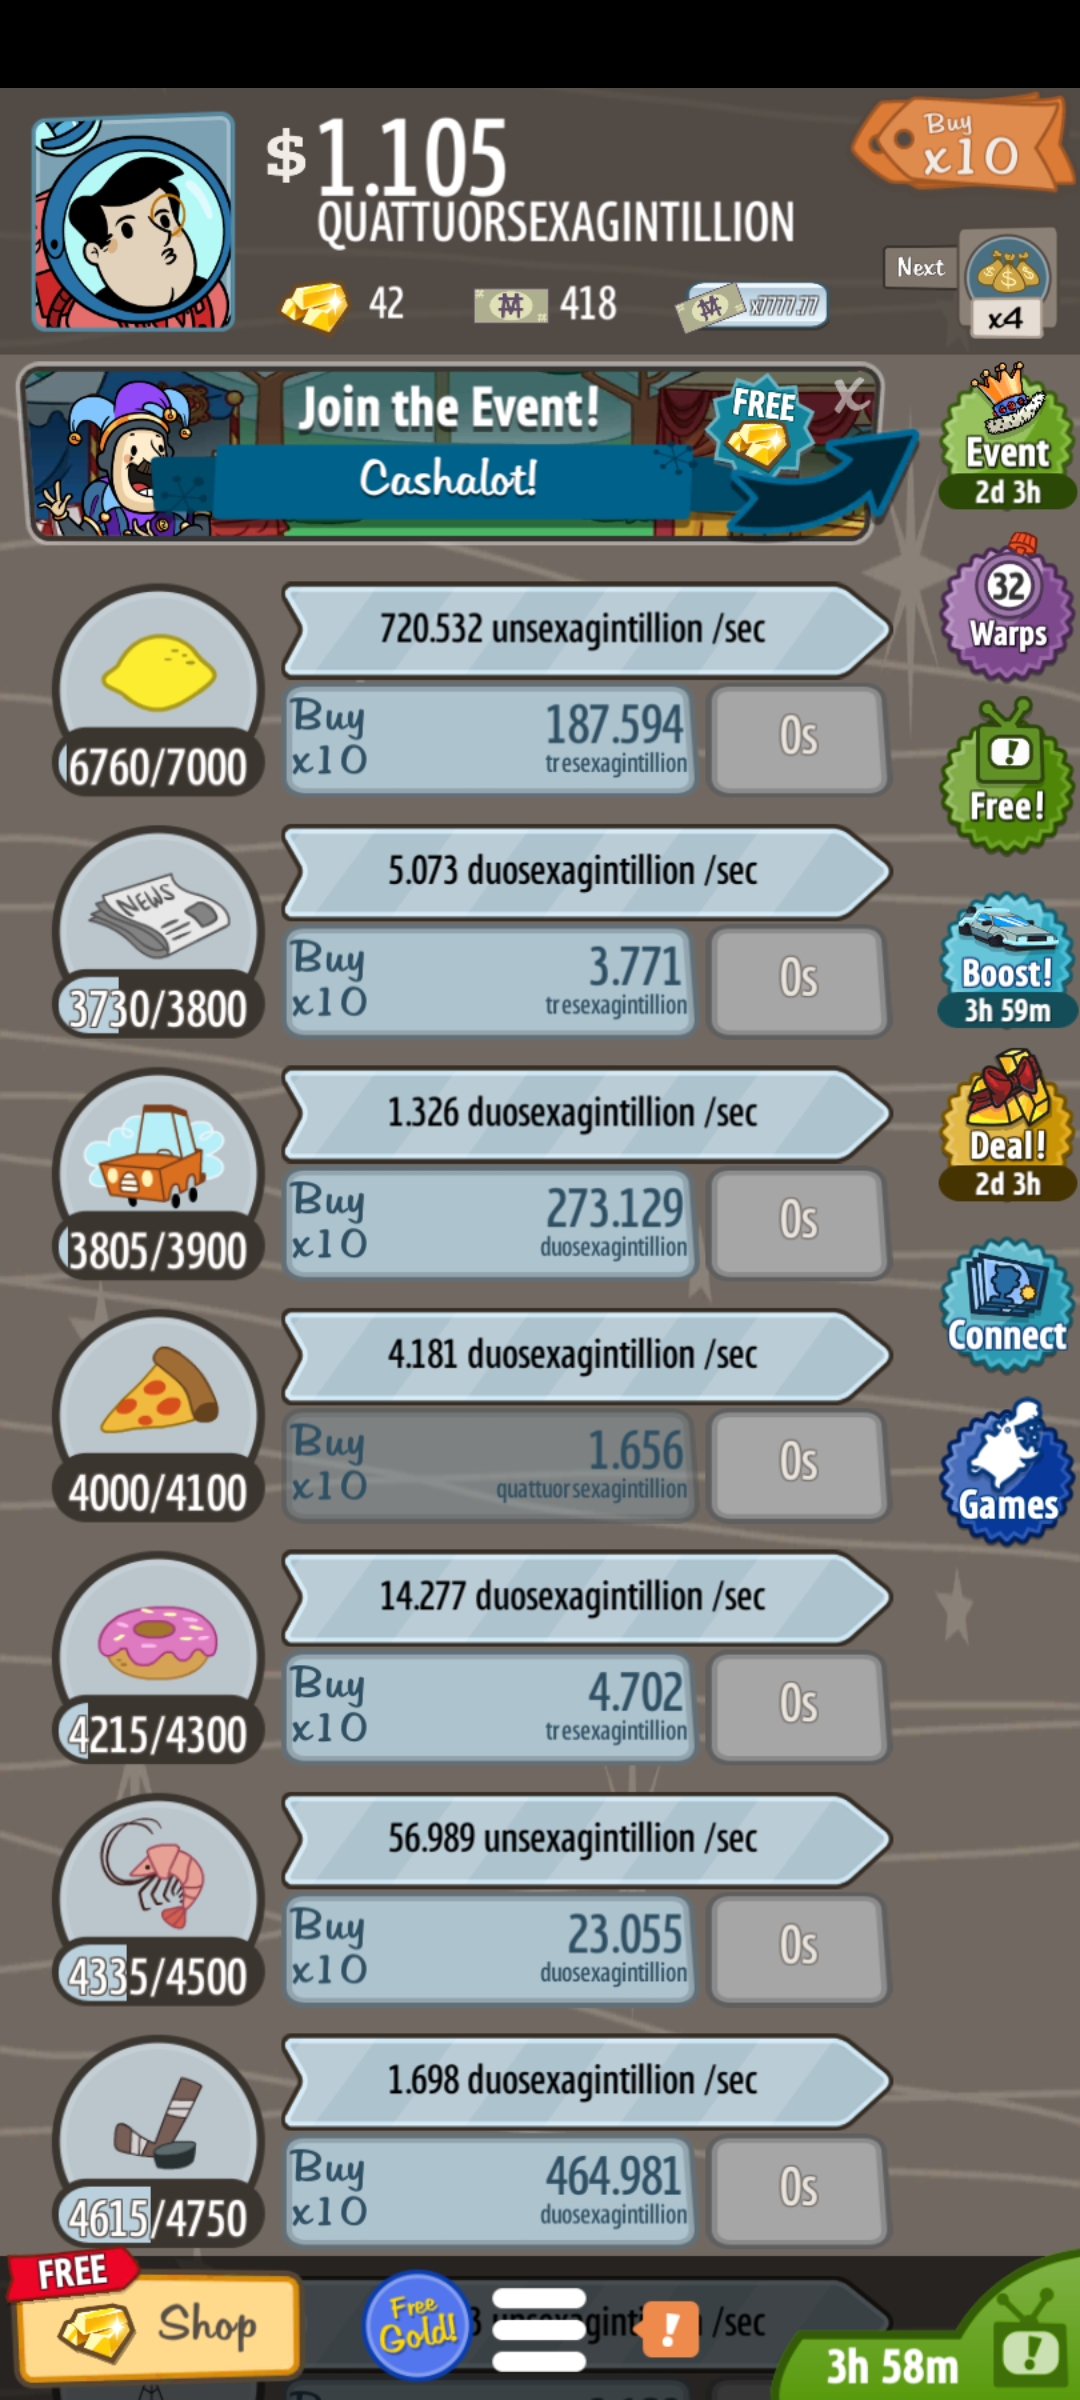 $1.105
QUATTUORSEXAGINTILLION
Buy
x10
42
418
x7777.77
Next
x4
Join the Event!
Cashalot!
FREE
X
Event
2d 3h
720.532 unsexagintillion /sec
6760/7000
Buy
x10
187.594
tresexagintillion
0s
32
Warps
Free!
NEWS
5.073 duosexagintillion /sec
3730/3800
Buy
x10
3.771
tresexagintillion
0s
Boost!
3h 59m
1.326 duosexagintillion /sec
3805/3900
Buy
x10
273.129
duosexagintillion
0s
Deal!
2d 3h
4.181 duosexagintillion /sec
4000/4100
Buy
x10
1.656
quattuorsexagintillion
0s
Connect
Games
14.277 duosexagintillion /sec
4215/4300
Buy
x10
4.702
tresexagintillion
0s
56.989 unsexagintillion /sec
4335/4500
Buy
x10
23.055
duosexagintillion
0s
1.698 duosexagintillion /sec
4615/4750
Buy
x10
464.981
duosexagintillion
0s
FREE
Shop
Free
Gold!
!
/sec
3h 58m